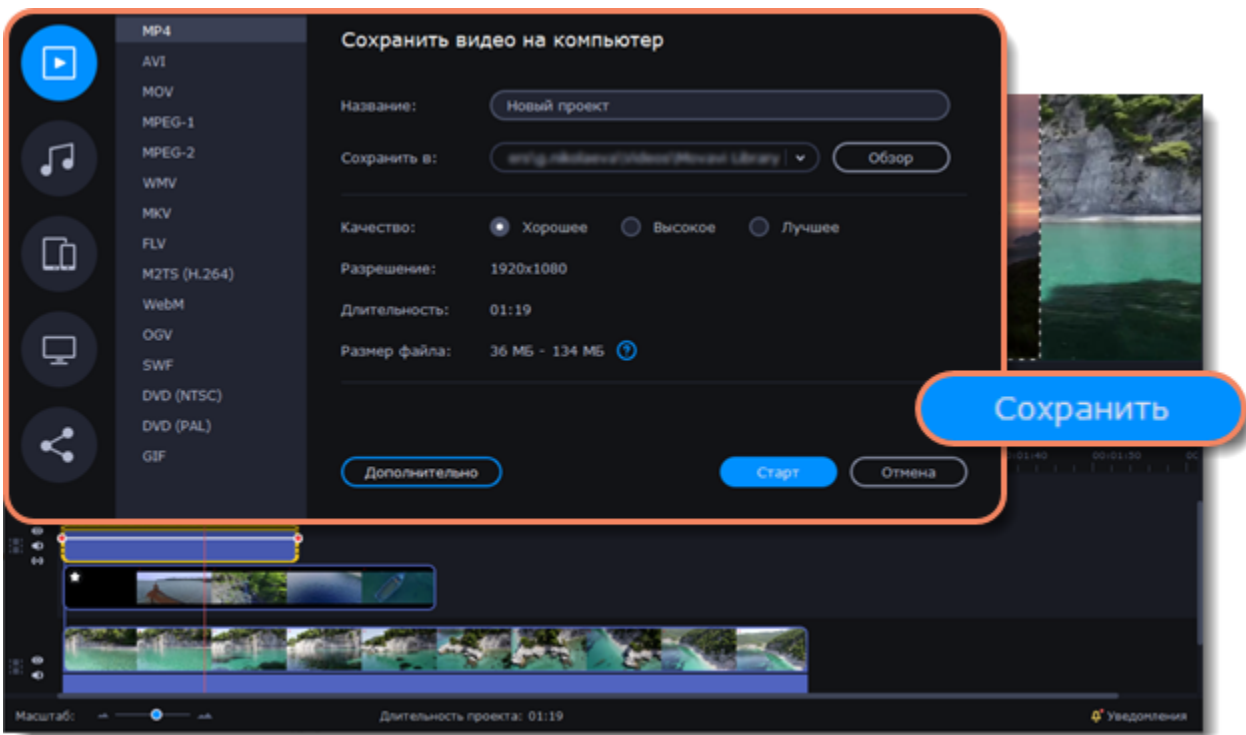 MP4
AVI
MOV
MPEG-1
MPEG-2
WMV
MKV
FLV
M2TS (H.264)
WebM
OGV
SWF
DVD (NTSC)
DVD (PAL)
GIF
Сохранить видео на компьютер
Название: Новый проект
Сохранить в: Обзор
Качество: Хорошее Высокое Лучшее
Разрешение: 1920x1080
Длительность: 01:19
Размер файла: 36 МБ - 134 МБ ?
Дополнительно Старт Отмена
Сохранить
00:01:40 00:01:50
Масштаб: Длительность проекта: 01:19 Уведомления